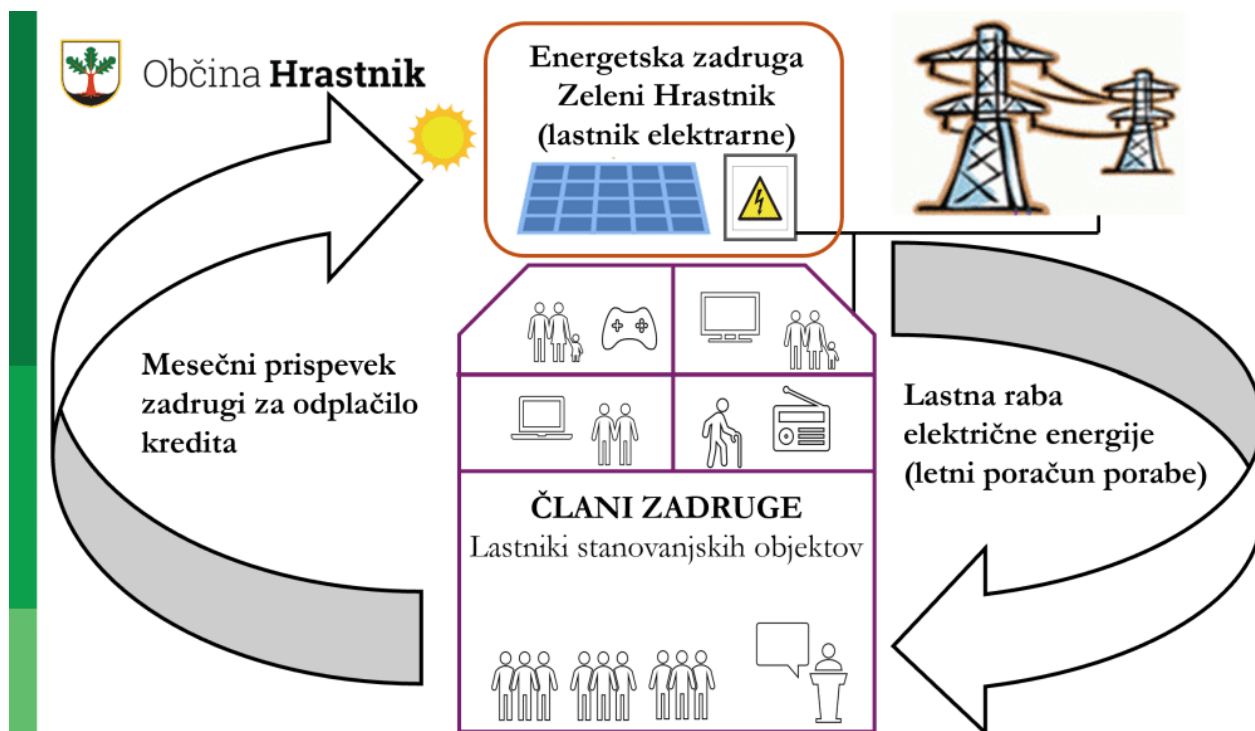 Občina Hrastnik
Energetska zadruga
Zeleni Hrastnik
(lastnik elektrarne)
Mesečni prispevek
zadrugi za odplačilo
kredita
Lastna raba
električne energije
(letni poračun porabe)
ČLANI ZADRUGE
Lastniki stanovanjskih objektov